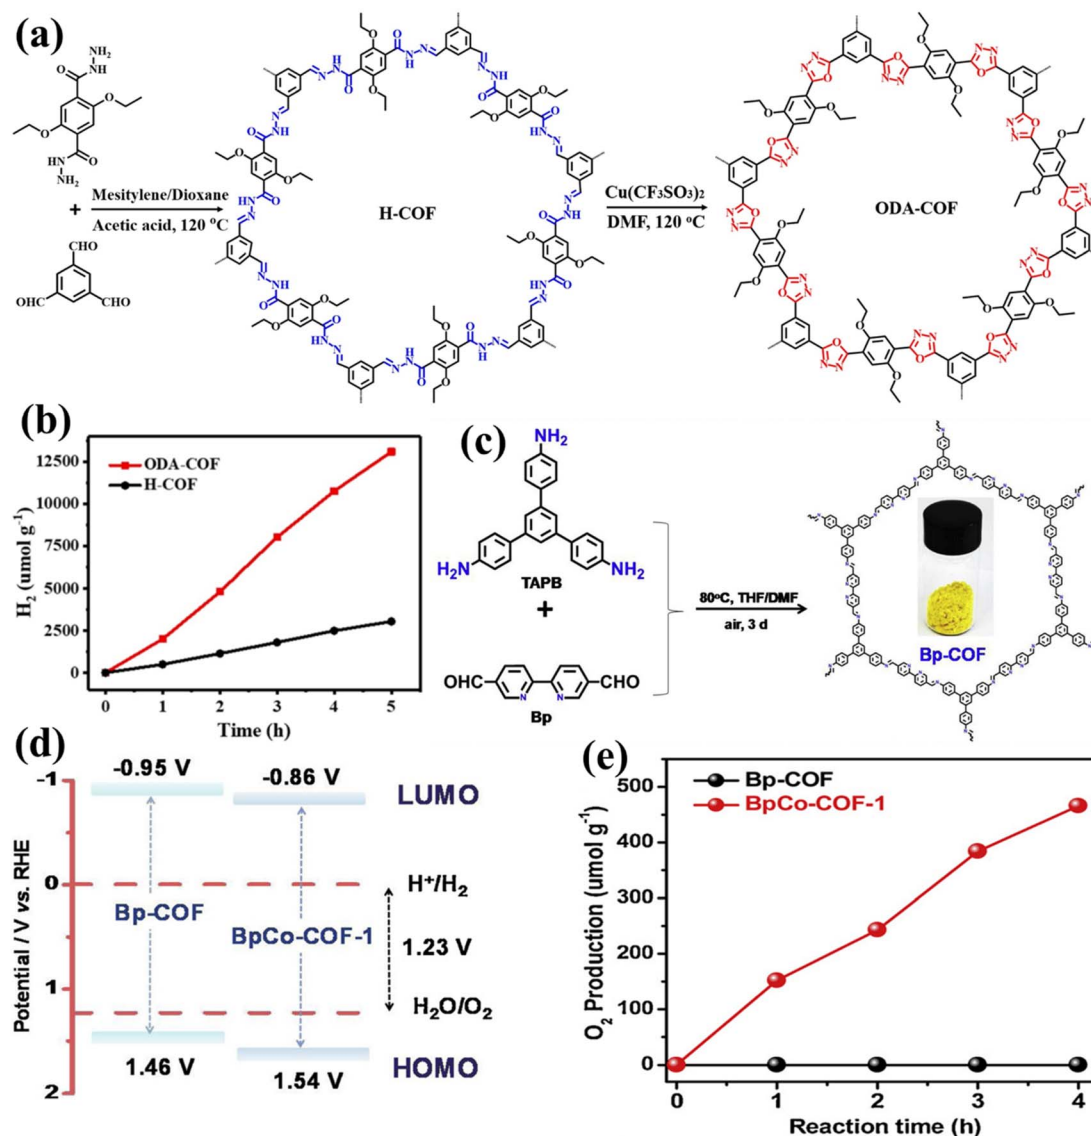 (a)
NH₂
HN
O
O
O
O
NH
NH₂
+
CHO
OHC
CHO
Mesitylene/Dioxane
Acetic acid, 120 °C
H-COF
Cu(CF₃SO₃)₂
DMF, 120 °C
ODA-COF
(b)
H₂ (umol g⁻¹)
12500
10000
7500
5000
2500
0
ODA-COF
H-COF
0 1 2 3 4 5
Time (h)
(c)
NH₂
H₂N
NH₂
TAPB
+
OHC
CHO
N
N
Bp
80°C, THF/DMF
air, 3 d
Bp-COF
(d)
Potential / V vs. RHE
-1
0
1
2
-0.95 V
-0.86 V
LUMO
H⁺/H₂
Bp-COF
BpCo-COF-1
1.23 V
H₂O/O₂
1.46 V
1.54 V
HOMO
(e)
O₂ Production (umol g⁻¹)
500
400
300
200
100
0
Bp-COF
BpCo-COF-1
0 1 2 3 4
Reaction time (h)